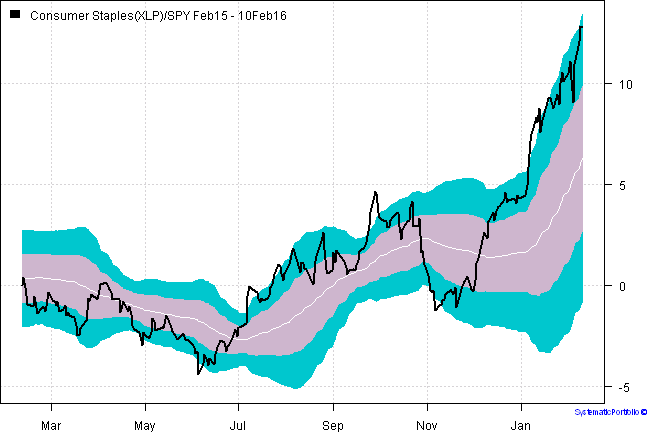 Consumer Staples(XLP)/SPY Feb15 - 10Feb16
10
5
0
-5
Mar May Jul Sep Nov Jan
SystematicPortfolio ©